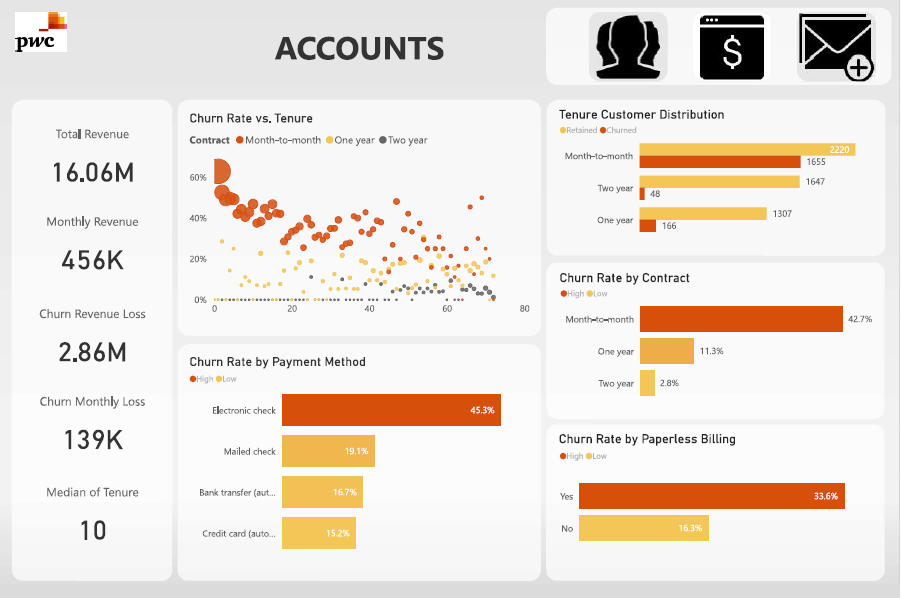 pwc
ACCOUNTS
$
Total Revenue
16.06M
Monthly Revenue
456K
Churn Revenue Loss
2.86M
Churn Monthly Loss
139K
Median of Tenure
10
Churn Rate vs. Tenure
Contract Month-to-month One year Two year
60%
40%
20%
0%
0 20 40 60 80
Churn Rate by Payment Method
High Low
Electronic check 45.3%
Mailed check 19.1%
Bank transfer (aut... 16.7%
Credit card (auto... 15.2%
Tenure Customer Distribution
Retained Churned
Month-to-month 2220
1655
Two year 1647
48
One year 1307
166
Churn Rate by Contract
High Low
Month-to-month 42.7%
One year 11.3%
Two year 2.8%
Churn Rate by Paperless Billing
High Low
Yes 33.6%
No 16.3%